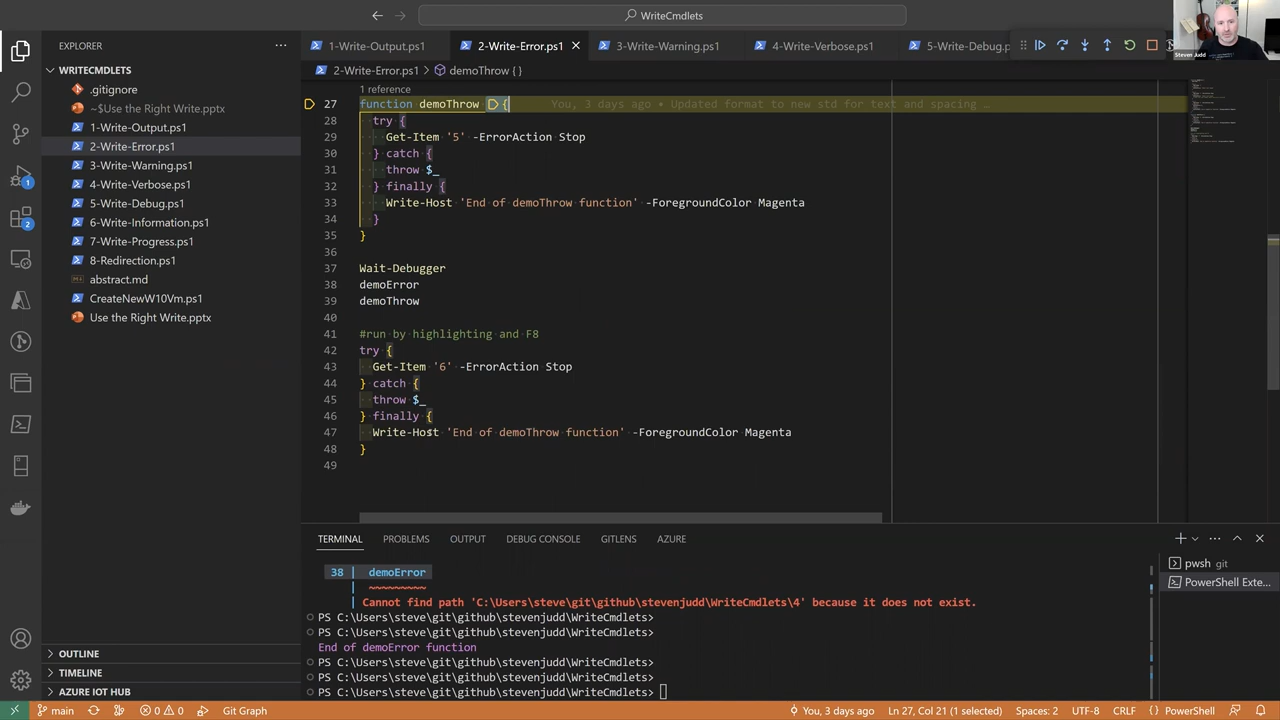 WriteCmdlets
Steven Judd
EXPLORER
1-Write-Output.ps1
2-Write-Error.ps1
3-Write-Warning.ps1
4-Write-Verbose.ps1
5-Write-Debug.p
WRITECMDLETS
2-Write-Error.ps1 > demoThrow { }
.gitignore
~$Use the Right Write.pptx
1-Write-Output.ps1
2-Write-Error.ps1
3-Write-Warning.ps1
4-Write-Verbose.ps1
5-Write-Debug.ps1
6-Write-Information.ps1
7-Write-Progress.ps1
8-Redirection.ps1
abstract.md
CreateNewW10Vm.ps1
Use the Right Write.pptx
1 reference
27 function demoThrow { You, 3 days ago • Updated format to new std for text and spacing …
28 try {
29 Get-Item '5' -ErrorAction Stop
30 } catch {
31 throw $_
32 } finally {
33 Write-Host 'End of demoThrow function' -ForegroundColor Magenta
34 }
35 }
36
37 Wait-Debugger
38 demoError
39 demoThrow
40
41 #run by highlighting and F8
42 try {
43 Get-Item '6' -ErrorAction Stop
44 } catch {
45 throw $_
46 } finally {
47 Write-Host 'End of demoThrow function' -ForegroundColor Magenta
48 }
49
TERMINAL PROBLEMS OUTPUT DEBUG CONSOLE GITLENS AZURE
38 | demoError
| ~~~~~~~~~
| Cannot find path 'C:\Users\steve\git\github\stevenjudd\WriteCmdlets\4' because it does not exist.
PS C:\Users\steve\git\github\stevenjudd\WriteCmdlets>
PS C:\Users\steve\git\github\stevenjudd\WriteCmdlets>
End of demoError function
PS C:\Users\steve\git\github\stevenjudd\WriteCmdlets>
PS C:\Users\steve\git\github\stevenjudd\WriteCmdlets>
PS C:\Users\steve\git\github\stevenjudd\WriteCmdlets>
pwsh git
PowerShell Exte...
1
2
OUTLINE
TIMELINE
AZURE IOT HUB
main 0 0 Git Graph You, 3 days ago Ln 27, Col 21 (1 selected) Spaces: 2 UTF-8 CRLF { } PowerShell